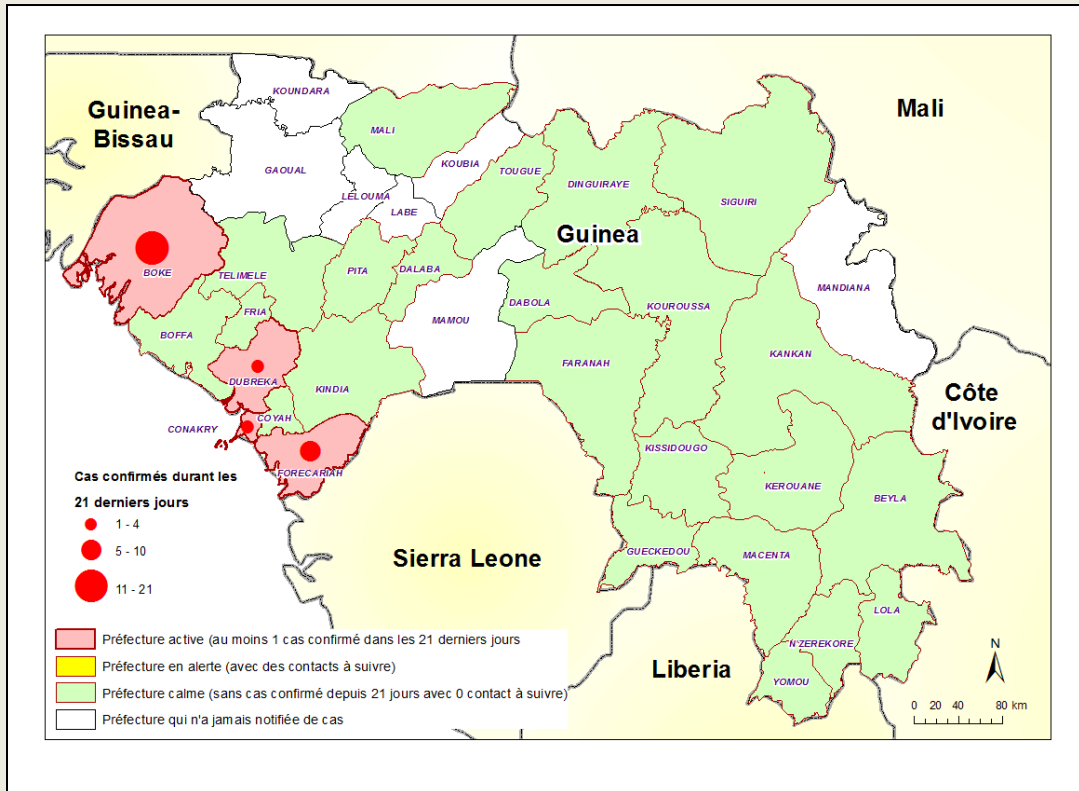 KOUNDARA
Guinea-
Bissau
Mali
MALI
KOUBIA
GAOUAL
TOUGUE
DINGUIRAYE
LELOUMA
LABE
SIGUIRI
Guinea
BOKE
TELIMELE
PITA
DALABA
MANDIANA
DABOLA
KOUROUSSA
FRIA
MAMOU
BOFFA
KANKAN
FARANAH
DUBREKA
KINDIA
Côte
d'Ivoire
COYAH
CONAKRY
KISSIDOUGO
FORECARIAH
KEROUANE
BEYLA
Cas confirmés durant les
21 derniers jours
1 - 4
5 - 10
11 - 21
Sierra Leone
GUECKEDOU
MACENTA
LOLA
N'ZEREKORE
Liberia
YOMOU
N
0 20 40 80 km
Préfecture active (au moins 1 cas confirmé dans les 21 derniers jours
Préfecture en alerte (avec des contacts à suivre)
Préfecture calme (sans cas confirmé depuis 21 jours avec 0 contact à suivre)
Préfecture qui n'a jamais notifiée de cas